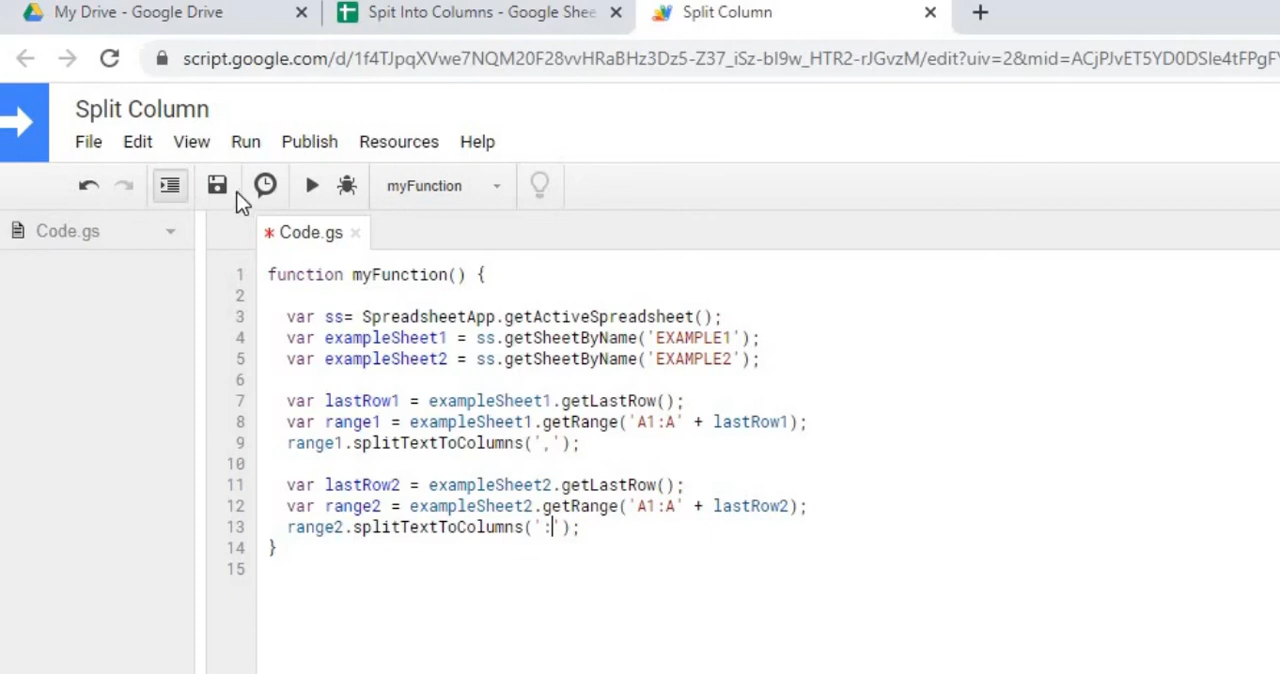 My Drive - Google Drive
Spit Into Columns - Google Shee
Split Column
script.google.com/d/1f4TJpqXVwe7NQM20F28vvHRaBHz3Dz5-Z37_iSz-bI9w_HTR2-rJGvzM/edit?uiv=2&mid=ACjPJvET5YD0DSIe4tFPgF
Split Column
File Edit View Run Publish Resources Help
myFunction
Code.gs
* Code.gs
1 function myFunction() {
2
3 var ss= SpreadsheetApp.getActiveSpreadsheet();
4 var exampleSheet1 = ss.getSheetByName('EXAMPLE1');
5 var exampleSheet2 = ss.getSheetByName('EXAMPLE2');
6
7 var lastRow1 = exampleSheet1.getLastRow();
8 var range1 = exampleSheet1.getRange('A1:A' + lastRow1);
9 range1.splitTextToColumns(',');
10
11 var lastRow2 = exampleSheet2.getLastRow();
12 var range2 = exampleSheet2.getRange('A1:A' + lastRow2);
13 range2.splitTextToColumns(':');
14 }
15